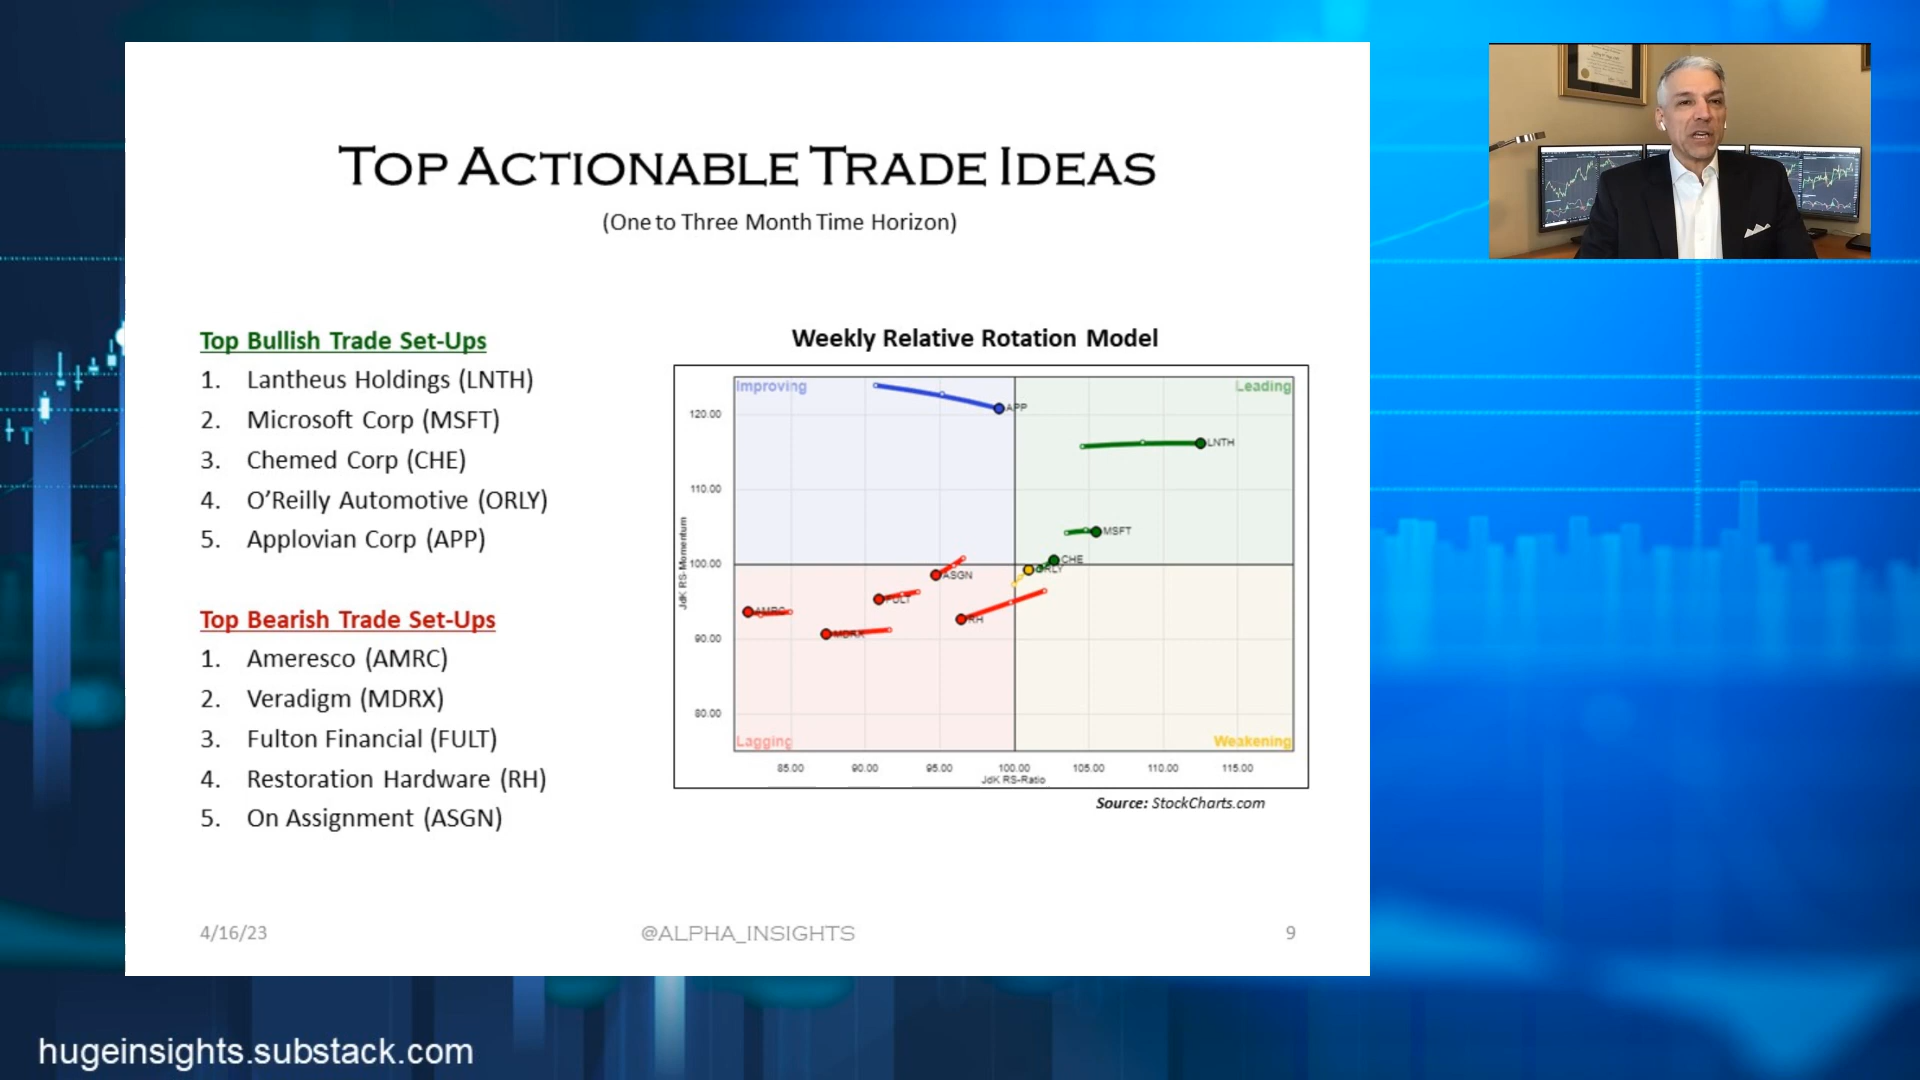 TOP ACTIONABLE TRADE IDEAS
(One to Three Month Time Horizon)
Top Bullish Trade Set-Ups
1. Lantheus Holdings (LNTH)
2. Microsoft Corp (MSFT)
3. Chemed Corp (CHE)
4. O’Reilly Automotive (ORLY)
5. Applovian Corp (APP)
Top Bearish Trade Set-Ups
1. Ameresco (AMRC)
2. Veradigm (MDRX)
3. Fulton Financial (FULT)
4. Restoration Hardware (RH)
5. On Assignment (ASGN)
Weekly Relative Rotation Model
Improving
Leading
120.00
APP
LNTH
110.00
JdK RS-Momentum
MSFT
100.00
CHE
ORLY
ASGN
FULT
AMRC
RH
MDRX
90.00
80.00
Lagging
Weakening
85.00 90.00 95.00 100.00 105.00 110.00 115.00
JdK RS-Ratio
Source: StockCharts.com
4/16/23
@ALPHA_INSIGHTS
9
hugeinsights.substack.com